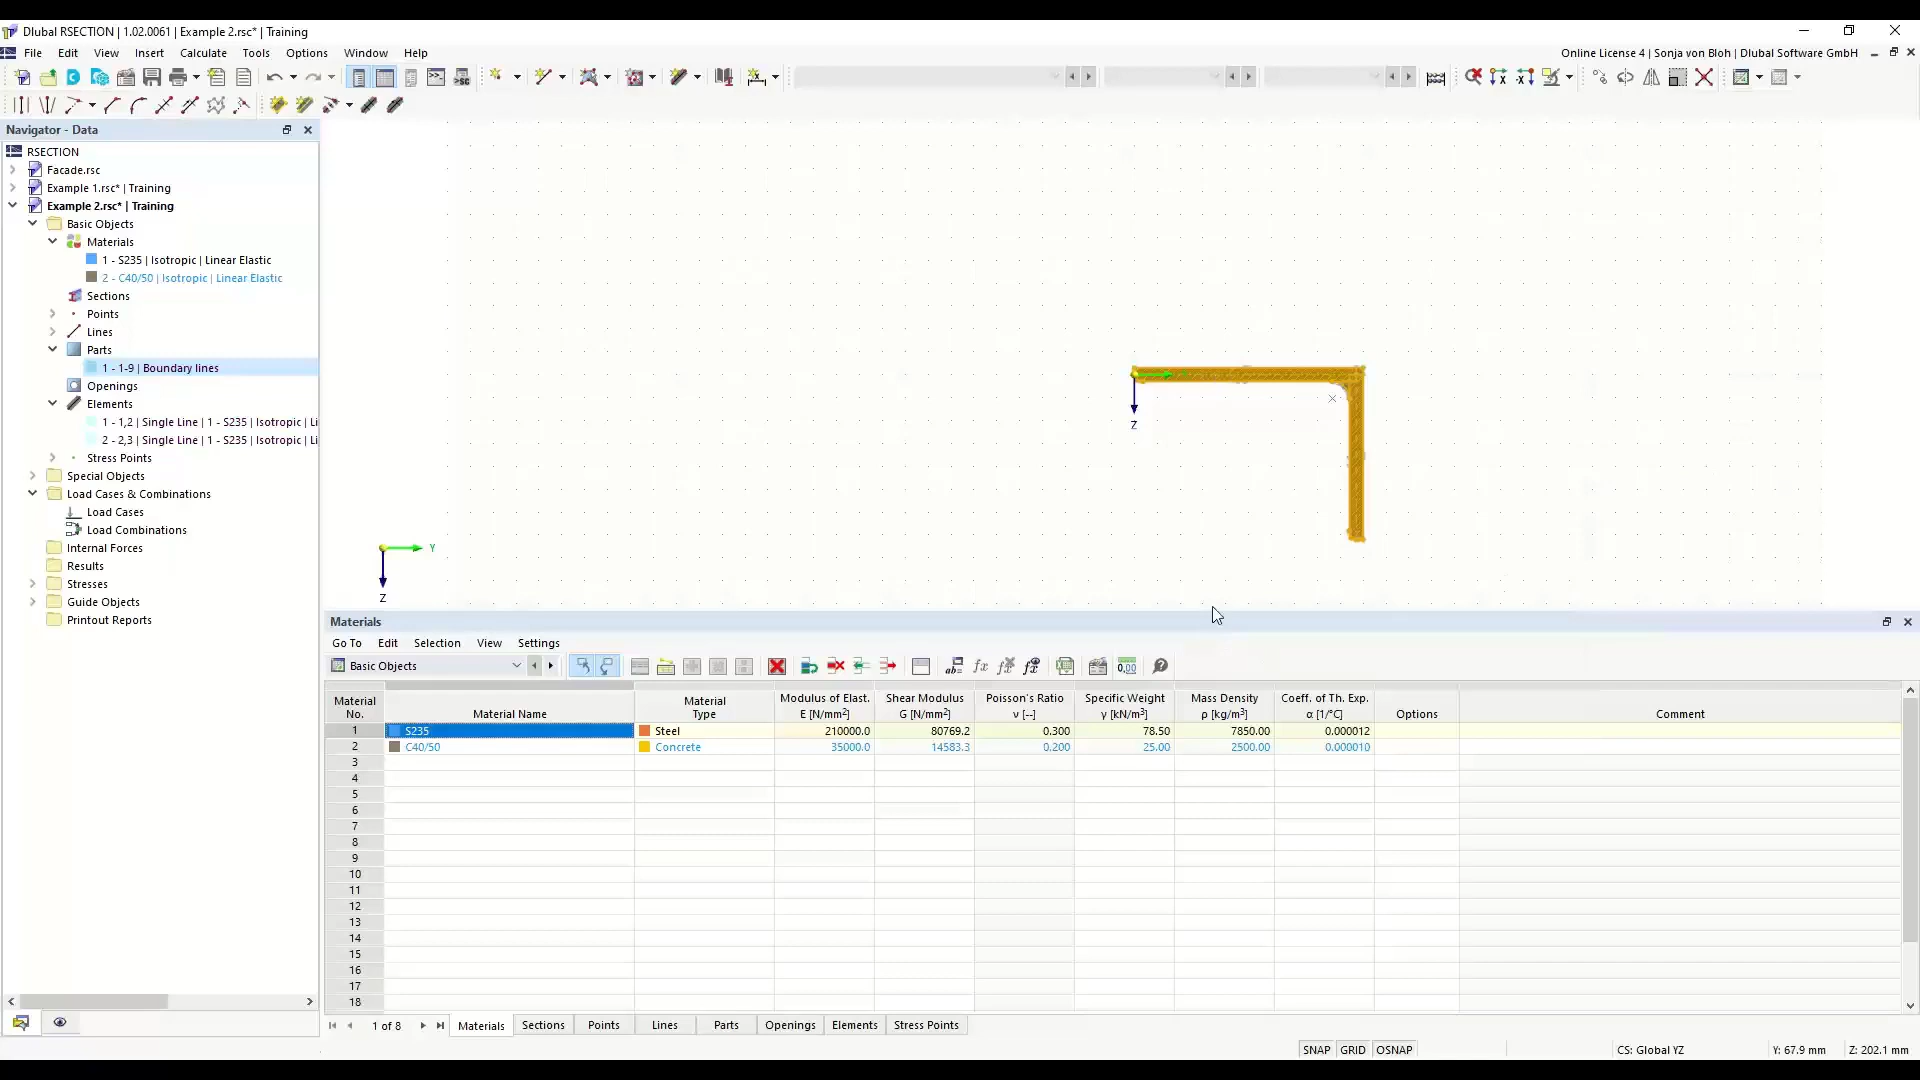 Dlubal RSECTION | 1.02.0061 | Example 2.rsc* | Training
File Edit View Insert Calculate Tools Options Window Help
Online License 4 | Sonja von Bloh | Dlubal Software GmbH
Navigator - Data
RSECTION
Facade.rsc
Example 1.rsc* | Training
Example 2.rsc* | Training
Basic Objects
Materials
1 - S235 | Isotropic | Linear Elastic
2 - C40/50 | Isotropic | Linear Elastic
Sections
Points
Lines
Parts
1 - 1-9 | Boundary lines
Openings
Elements
1 - 1,2 | Single Line | 1 - S235 | Isotropic | Li
2 - 2,3 | Single Line | 1 - S235 | Isotropic | Li
Stress Points
Special Objects
Load Cases & Combinations
Load Cases
Load Combinations
Internal Forces
Results
Stresses
Guide Objects
Printout Reports
Z
Y
Z
Materials
Go To Edit Selection View Settings
Basic Objects
Material No. Material Name Material Type Modulus of Elast. E [N/mm²] Shear Modulus G [N/mm²] Poisson's Ratio ν [--] Specific Weight γ [kN/m³] Mass Density ρ [kg/m³] Coeff. of Th. Exp. α [1/°C] Options Comment
1 S235 Steel 210000.0 80769.2 0.300 78.50 7850.00 0.000012
2 C40/50 Concrete 35000.0 14583.3 0.200 25.00 2500.00 0.000010
3
4
5
6
7
8
9
10
11
12
13
14
15
16
17
18
1 of 8 Materials Sections Points Lines Parts Openings Elements Stress Points
SNAP GRID OSNAP CS: Global YZ Y: 67.9 mm Z: 202.1 mm